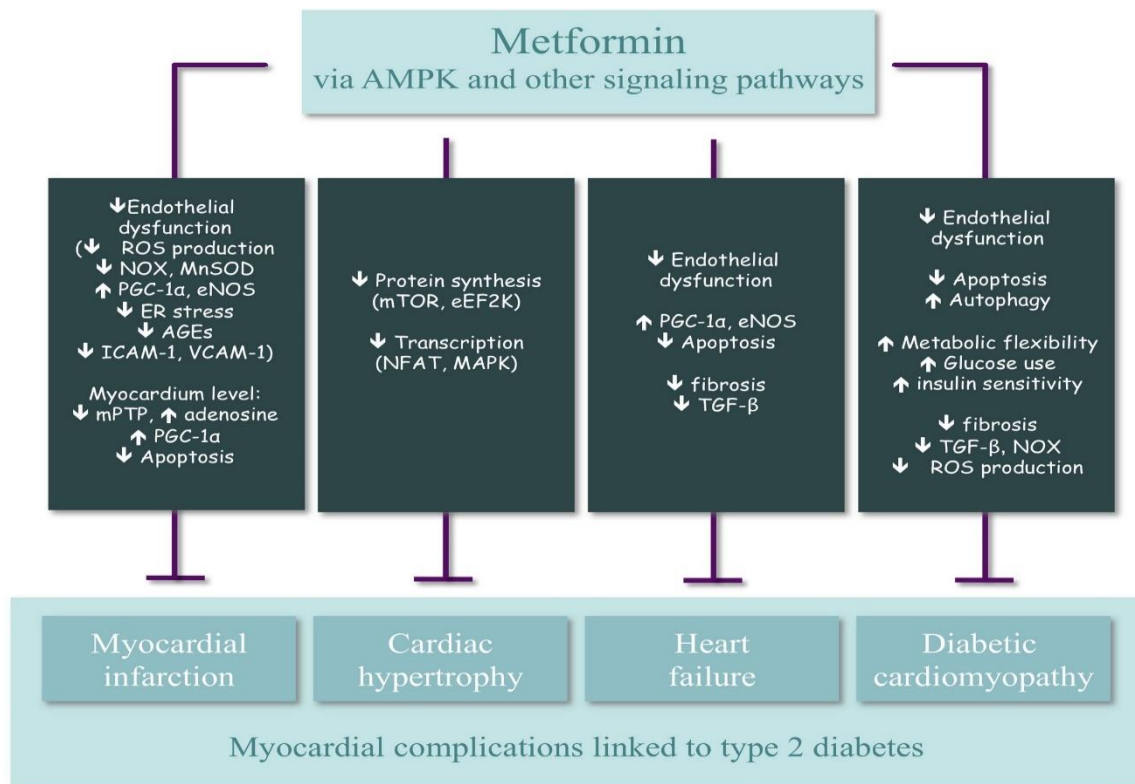 Metformin
via AMPK and other signaling pathways
↓Endothelial
dysfunction
(↓ ROS production
↓ NOX, MnSOD
↑ PGC-1α, eNOS
↓ ER stress
↓ AGEs
↓ ICAM-1, VCAM-1)
Myocardium level:
↓ mPTP, ↑ adenosine
↑ PGC-1α
↓ Apoptosis
↓ Protein synthesis
(mTOR, eEF2K)
↓ Transcription
(NFAT, MAPK)
↓ Endothelial
dysfunction
↑ PGC-1α, eNOS
↓ Apoptosis
↓ fibrosis
↓ TGF-β
↓ Endothelial
dysfunction
↓ Apoptosis
↑ Autophagy
↑ Metabolic flexibility
↑ Glucose use
↑ insulin sensitivity
↓ fibrosis
↓ TGF-β, NOX
↓ ROS production
Myocardial
infarction
Cardiac
hypertrophy
Heart
failure
Diabetic
cardiomyopathy
Myocardial complications linked to type 2 diabetes